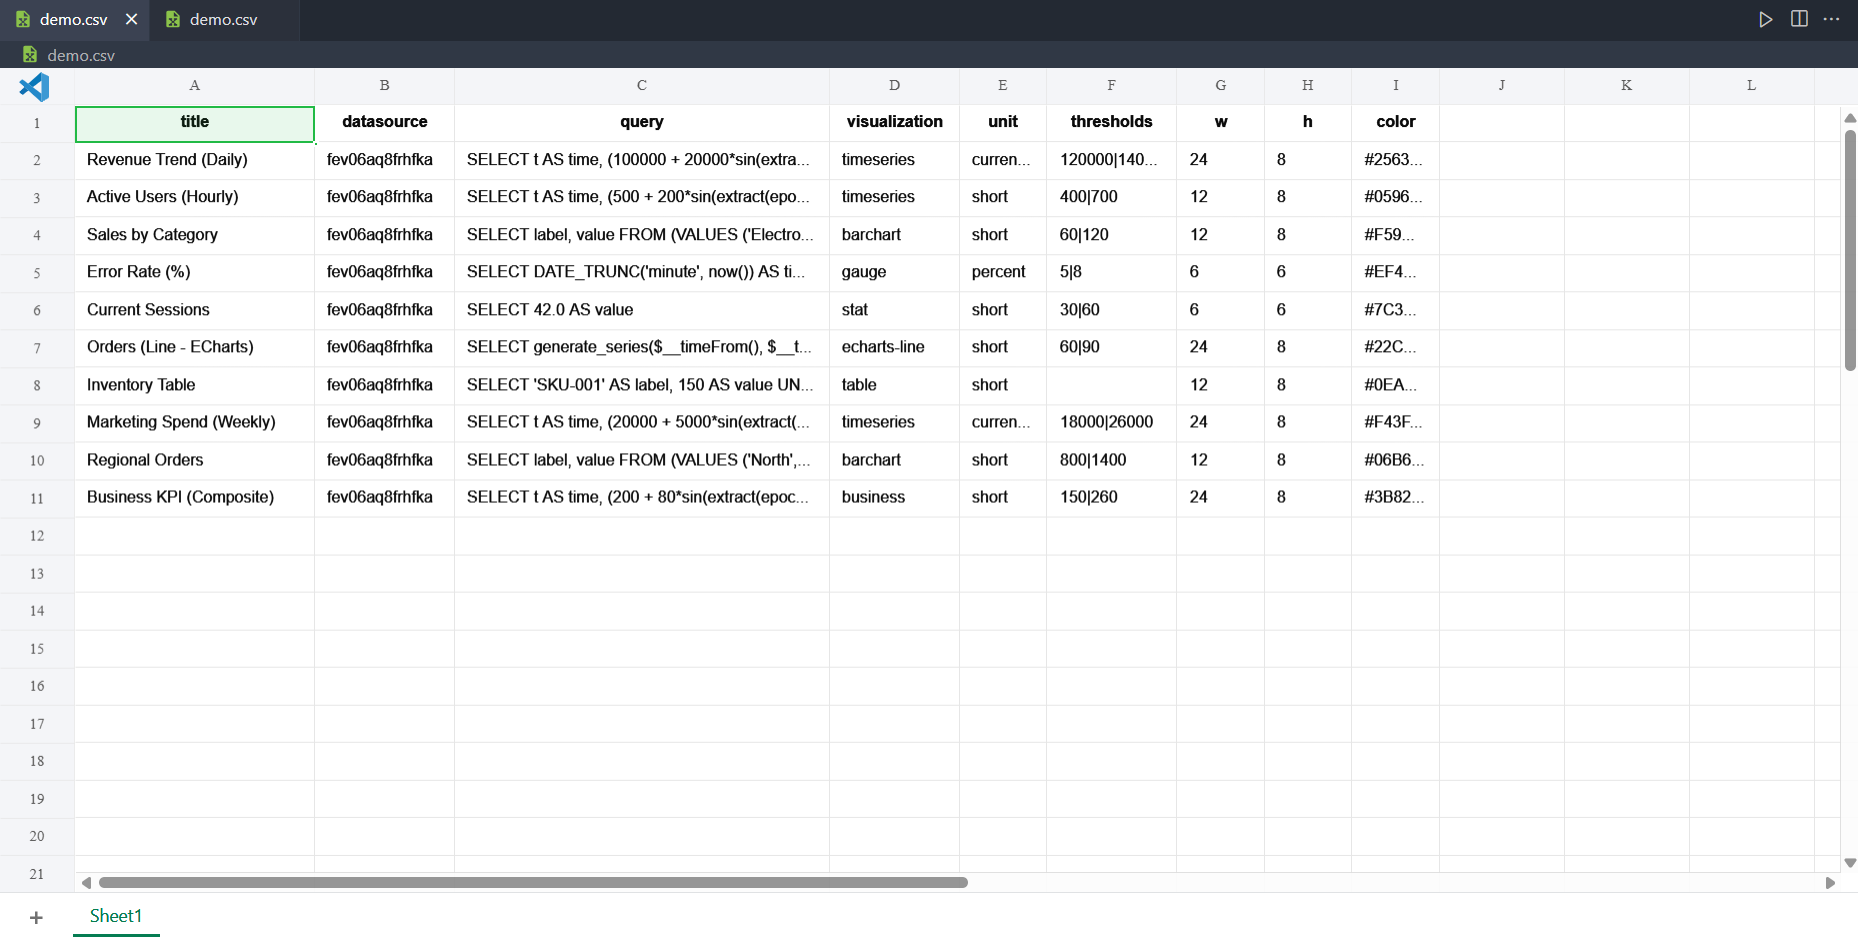 demo.csv demo.csv
demo.csv
A B C D E F G H I J K L
1 title datasource query visualization unit thresholds w h color
2 Revenue Trend (Daily) fev06aq8frhfka SELECT t AS time, (100000 + 20000*sin(extra... timeseries curren... 120000|140... 24 8 #2563...
3 Active Users (Hourly) fev06aq8frhfka SELECT t AS time, (500 + 200*sin(extract(epo... timeseries short 400|700 12 8 #0596...
4 Sales by Category fev06aq8frhfka SELECT label, value FROM (VALUES ('Electro... barchart short 60|120 12 8 #F59...
5 Error Rate (%) fev06aq8frhfka SELECT DATE_TRUNC('minute', now()) AS ti... gauge percent 5|8 6 6 #EF4...
6 Current Sessions fev06aq8frhfka SELECT 42.0 AS value stat short 30|60 6 6 #7C3...
7 Orders (Line - ECharts) fev06aq8frhfka SELECT generate_series($__timeFrom(), $__t... echarts-line short 60|90 24 8 #22C...
8 Inventory Table fev06aq8frhfka SELECT 'SKU-001' AS label, 150 AS value UN... table short 12 8 #0EA...
9 Marketing Spend (Weekly) fev06aq8frhfka SELECT t AS time, (20000 + 5000*sin(extract(... timeseries curren... 18000|26000 24 8 #F43F...
10 Regional Orders fev06aq8frhfka SELECT label, value FROM (VALUES ('North',... barchart short 800|1400 12 8 #06B6...
11 Business KPI (Composite) fev06aq8frhfka SELECT t AS time, (200 + 80*sin(extract(epoc... business short 150|260 24 8 #3B82...
12
13
14
15
16
17
18
19
20
21
+ Sheet1